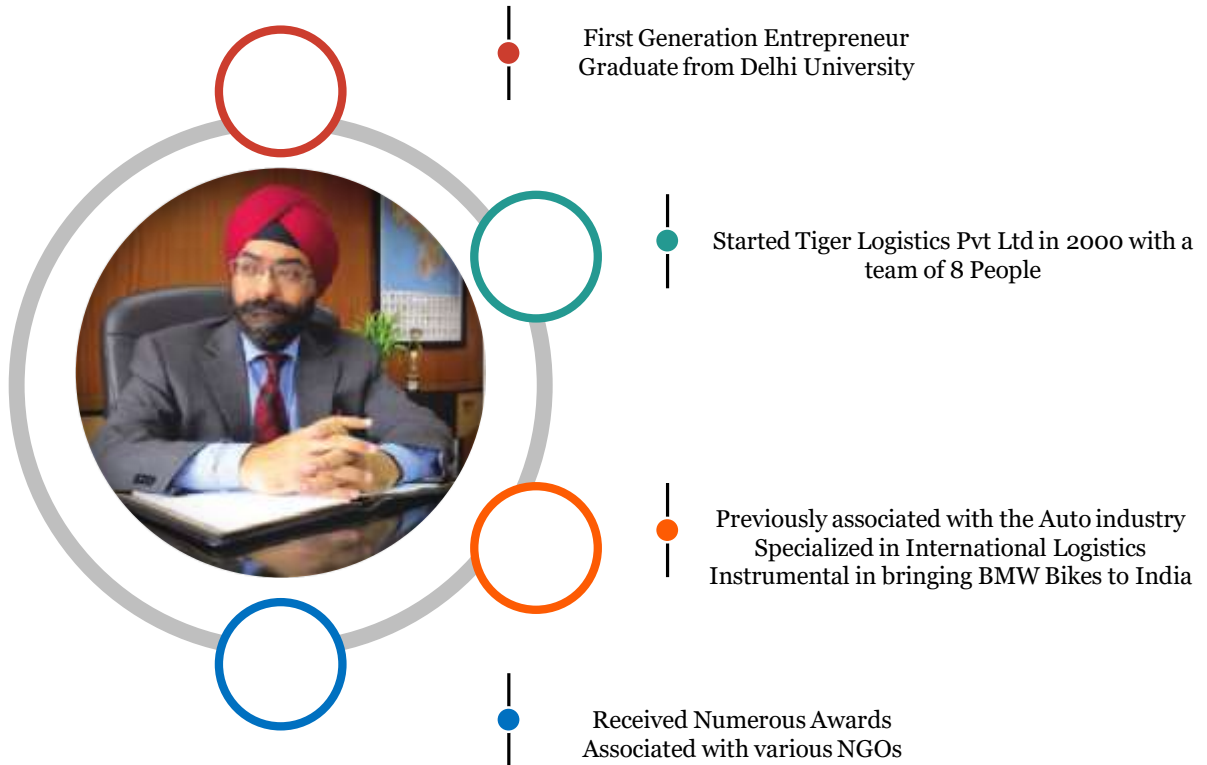 First Generation Entrepreneur
Graduate from Delhi University
Started Tiger Logistics Pvt Ltd in 2000 with a
team of 8 People
Previously associated with the Auto industry
Specialized in International Logistics
Instrumental in bringing BMW Bikes to India
Received Numerous Awards
Associated with various NGOs